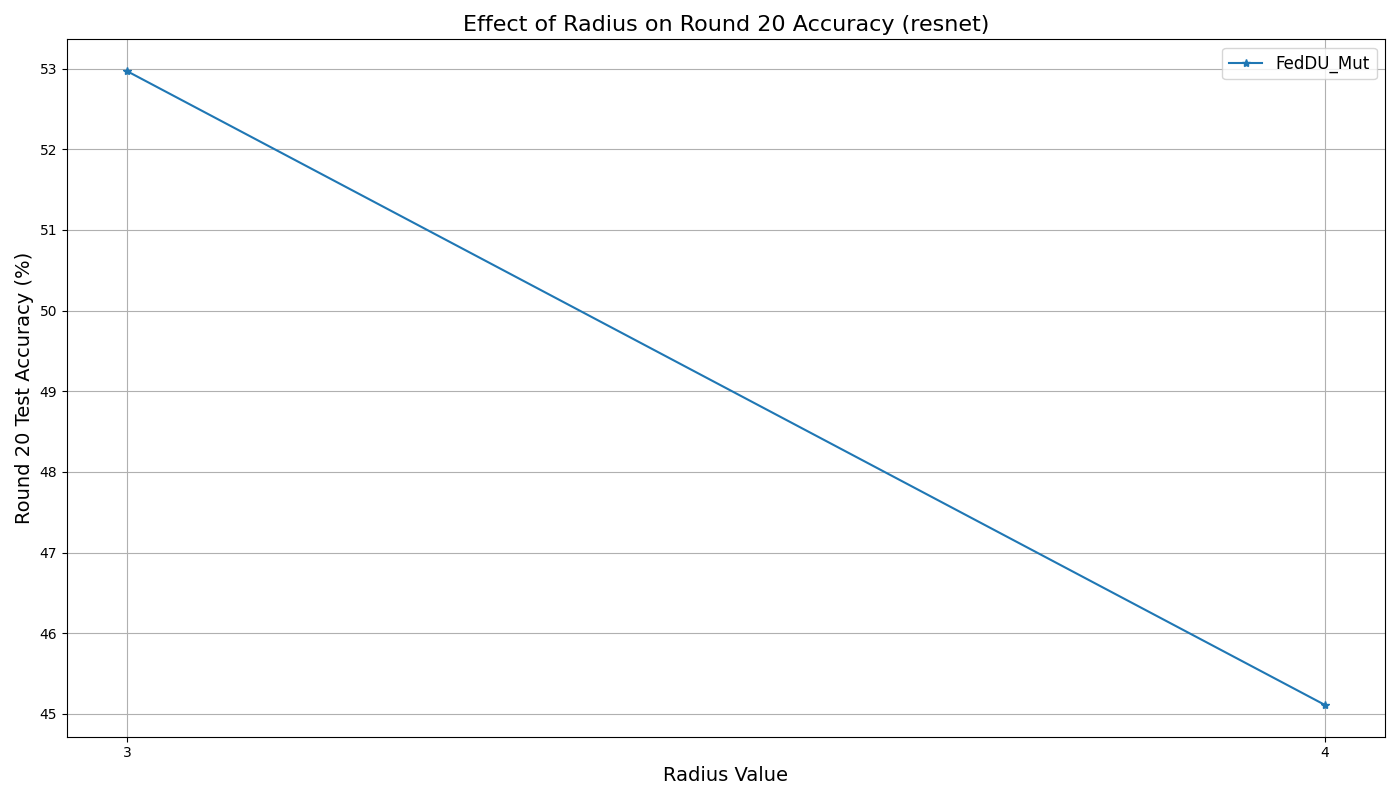 Effect of Radius on Round 20 Accuracy (resnet)
FedDU_Mut
Round 20 Test Accuracy (%)
53
52
51
50
49
48
47
46
45
3
4
Radius Value